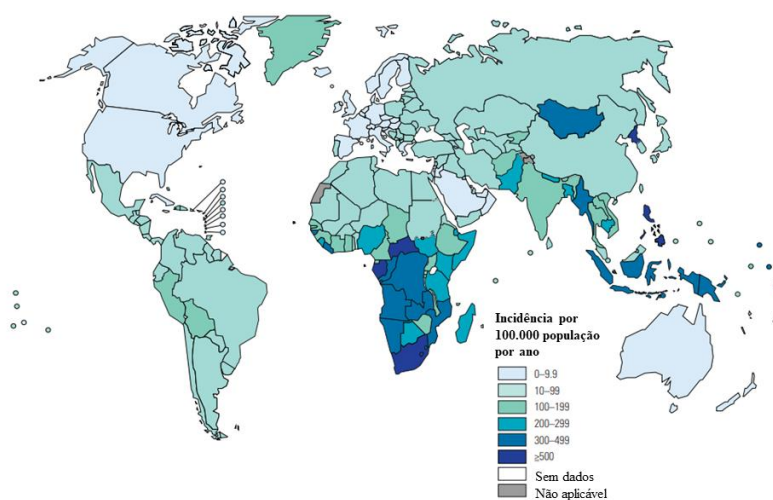 Incidência por
100.000 população
por ano
0–9.9
10–99
100–199
200–299
300–499
≥500
Sem dados
Não aplicável